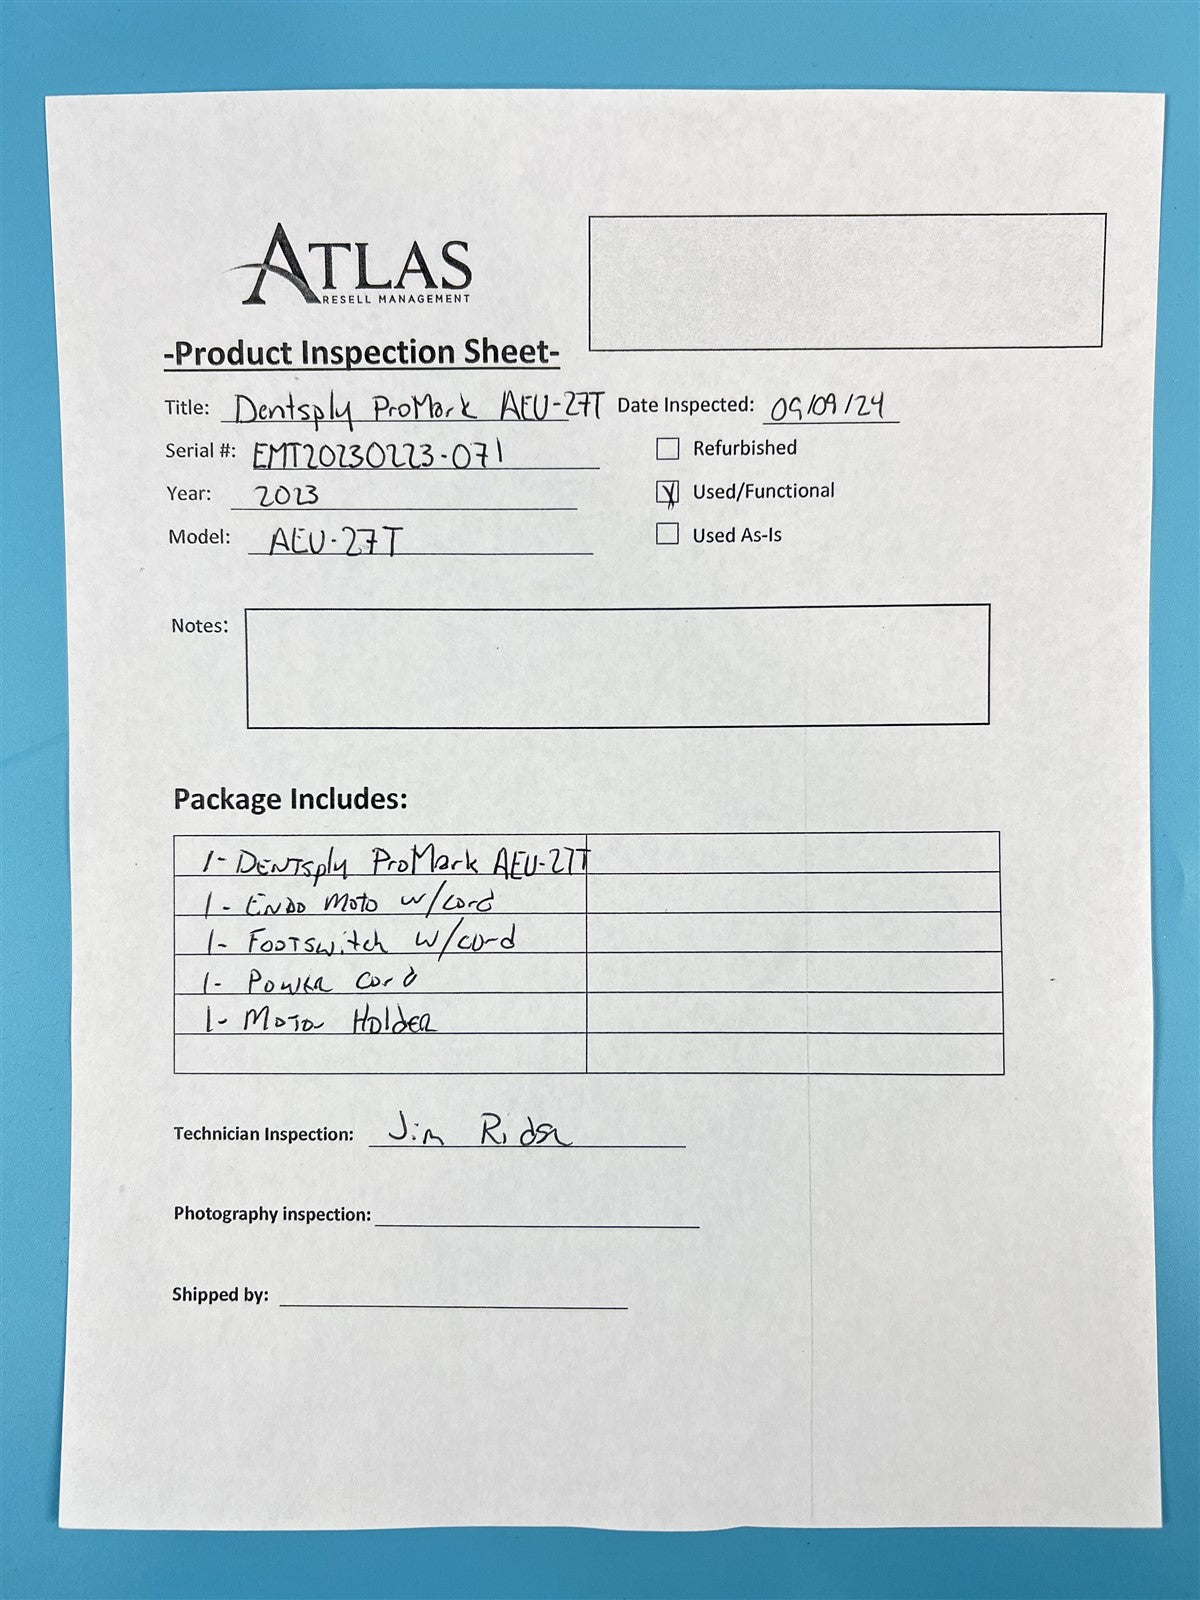 ATLAS
RESELL MANAGEMENT
-Product Inspection Sheet-
Title: Dentsply ProMark AEU-27T Date Inspected: 09/09/24
Serial #: EMT20230223-071
Refurbished
Year: 2023
Used/Functional
Model: AEU-27T
Used As-Is
Notes:
Package Includes:
1- Dentsply ProMark AEU-27T
1- Endo Moto w/cord
1- Footswitch w/cord
1- Power Cord
1- Motor Holder
Technician Inspection: Jim
Photography inspection:
Shipped by: